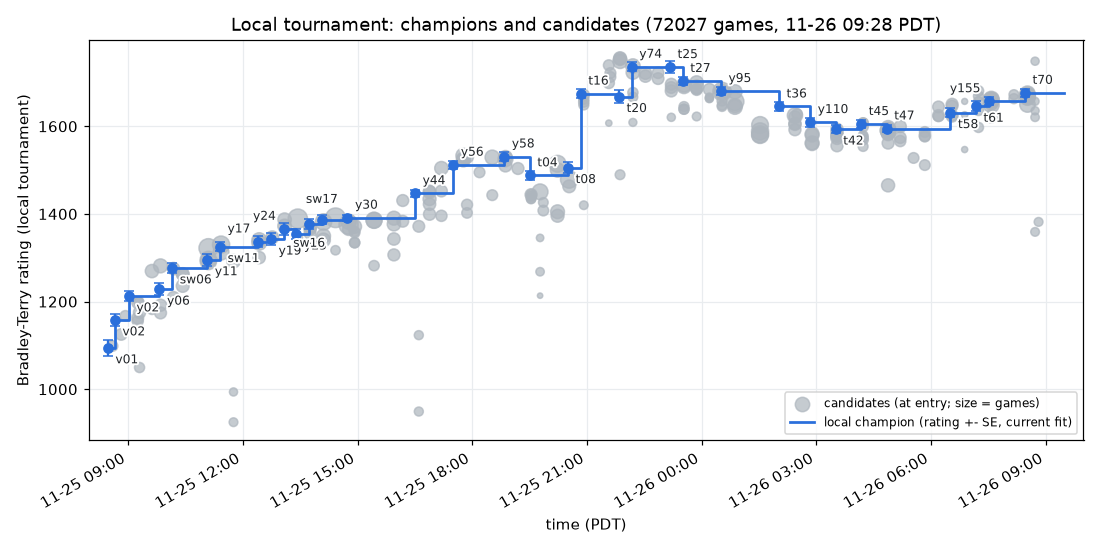 Local tournament: champions and candidates (72027 games, 11-26 09:28 PDT)
Bradley-Terry rating (local tournament)
1600
1400
1200
1000
y74
t25
t27
t16
t20
y95
t36
y110
t42
t45
t47
y155
t58
t61
t70
y56
y58
t04
t08
y44
sw17
y30
y24
y17
sw16
y19
sw11
y11
sw06
y06
y02
v02
v01
candidates (at entry; size = games)
local champion (rating +- SE, current fit)
11-25 09:00
11-25 12:00
11-25 15:00
11-25 18:00
11-25 21:00
11-26 00:00
11-26 03:00
11-26 06:00
11-26 09:00
time (PDT)